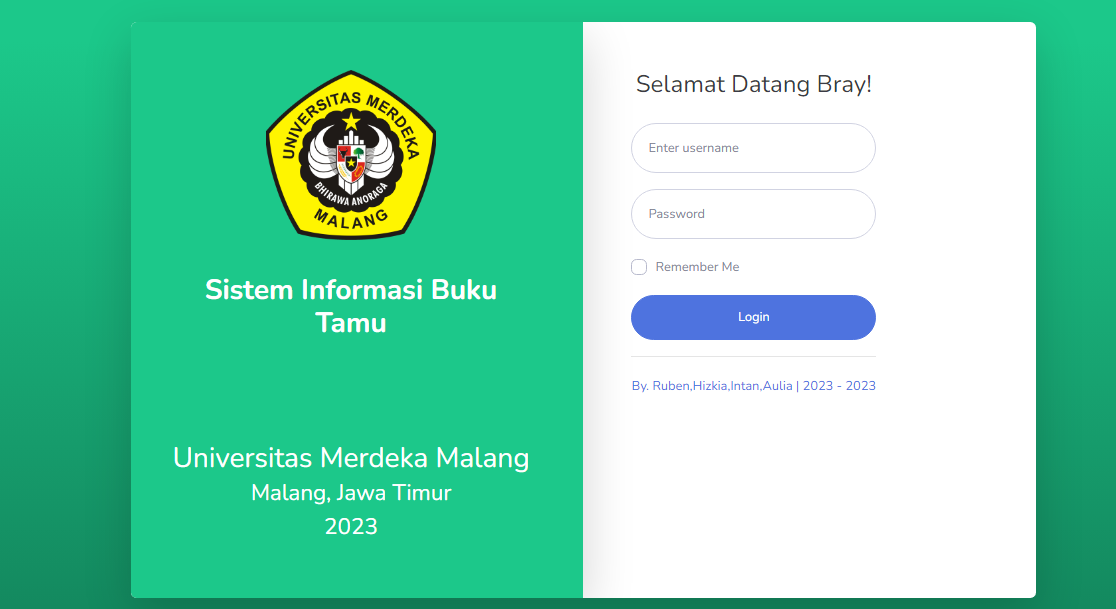 UNIVERSITAS MERDEKA
BHIRAWA ANORAGA
MALANG
Sistem Informasi Buku
Tamu
Universitas Merdeka Malang
Malang, Jawa Timur
2023
Selamat Datang Bray!
Enter username
Password
Remember Me
Login
By. Ruben,Hizkia,Intan,Aulia | 2023 - 2023